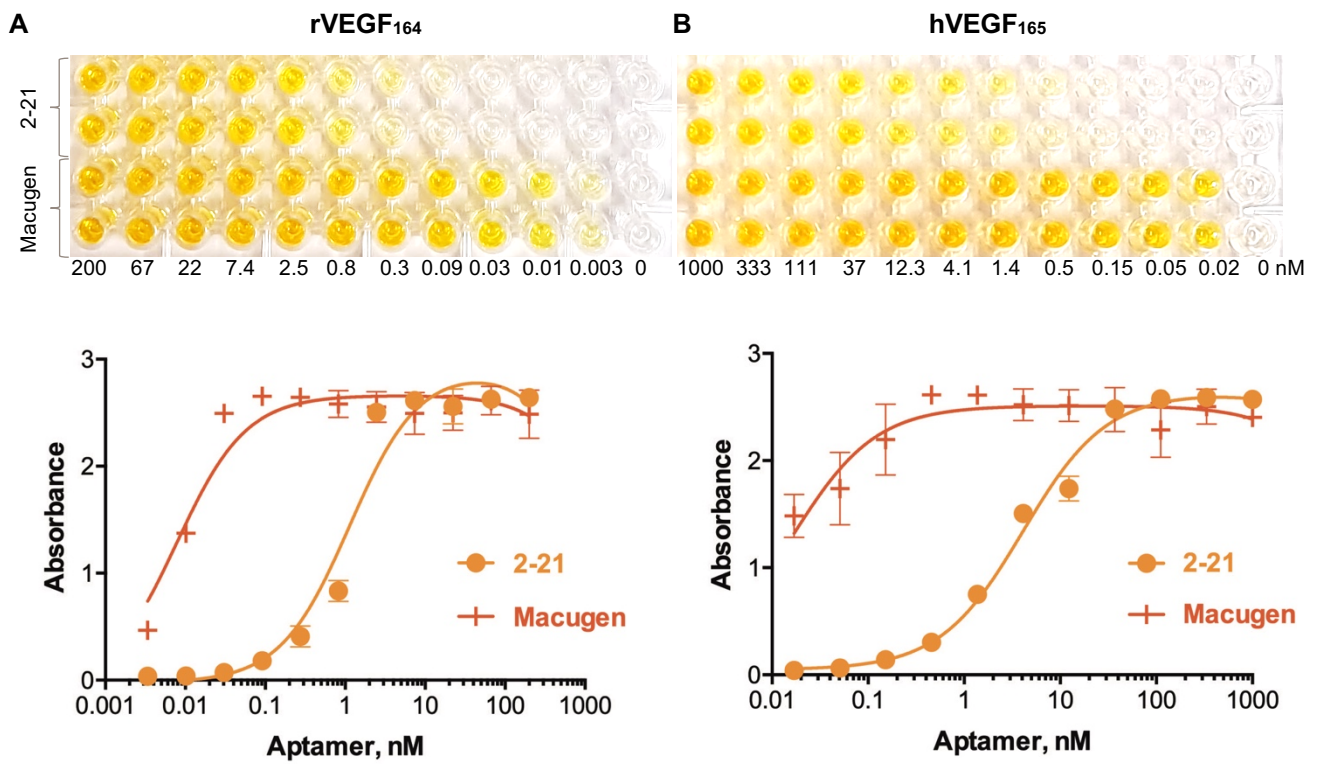 A rVEGF₁₆₄
2-21
Macugen
200 67 22 7.4 2.5 0.8 0.3 0.09 0.03 0.01 0.003 0
3
2
1
0
0.001 0.01 0.1 1 10 100 1000
Absorbance
Aptamer, nM
2-21
Macugen
B hVEGF₁₆₅
1000 333 111 37 12.3 4.1 1.4 0.5 0.15 0.05 0.02 0 nM
3
2
1
0
0.01 0.1 1 10 100 1000
Absorbance
Aptamer, nM
2-21
Macugen